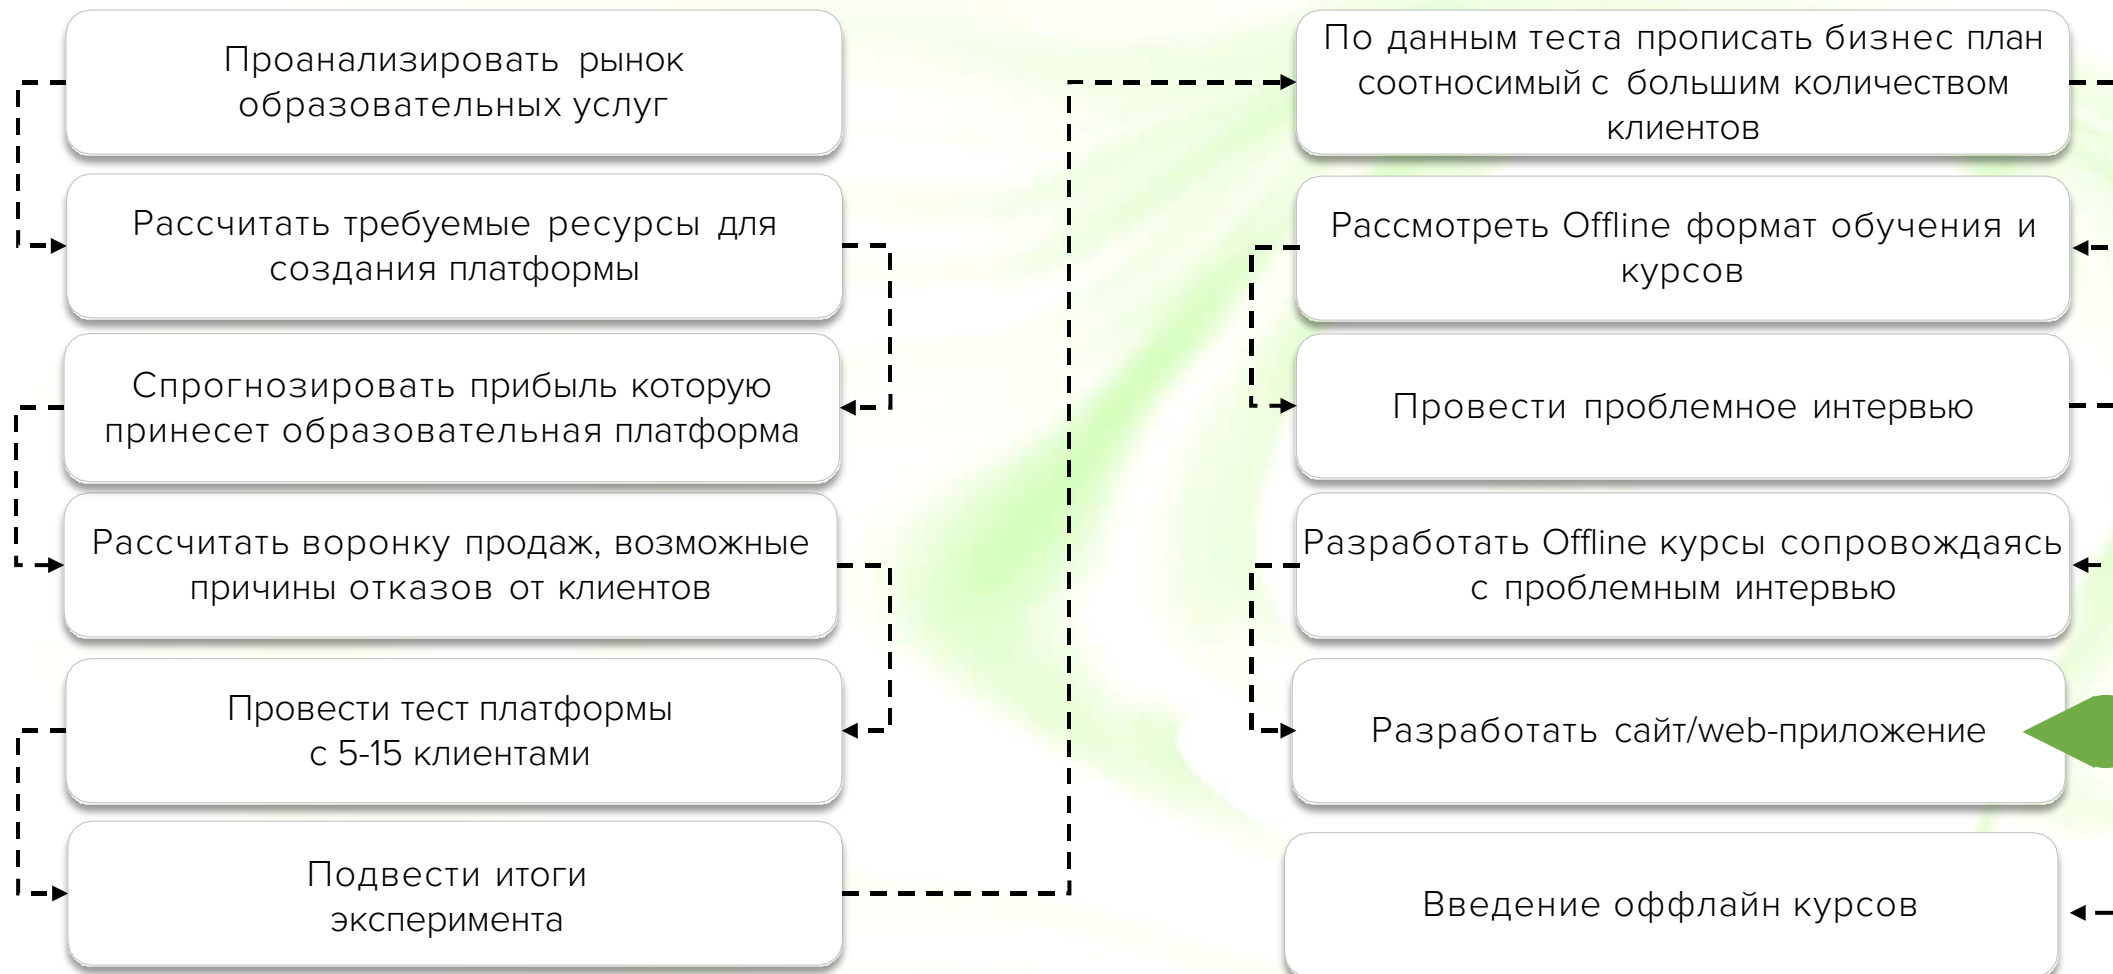 Проанализировать рынок
образовательных услуг
Рассчитать требуемые ресурсы для
создания платформы
Спрогнозировать прибыль которую
принесет образовательная платформа
Рассчитать воронку продаж, возможные
причины отказов от клиентов
Провести тест платформы
с 5-15 клиентами
Подвести итоги
эксперимента
По данным теста прописать бизнес план
соотносимый с большим количеством
клиентов
Рассмотреть Offline формат обучения и
курсов
Провести проблемное интервью
Разработать Offline курсы сопровождаясь
с проблемным интервью
Разработать сайт/web-приложение
Введение оффлайн курсов